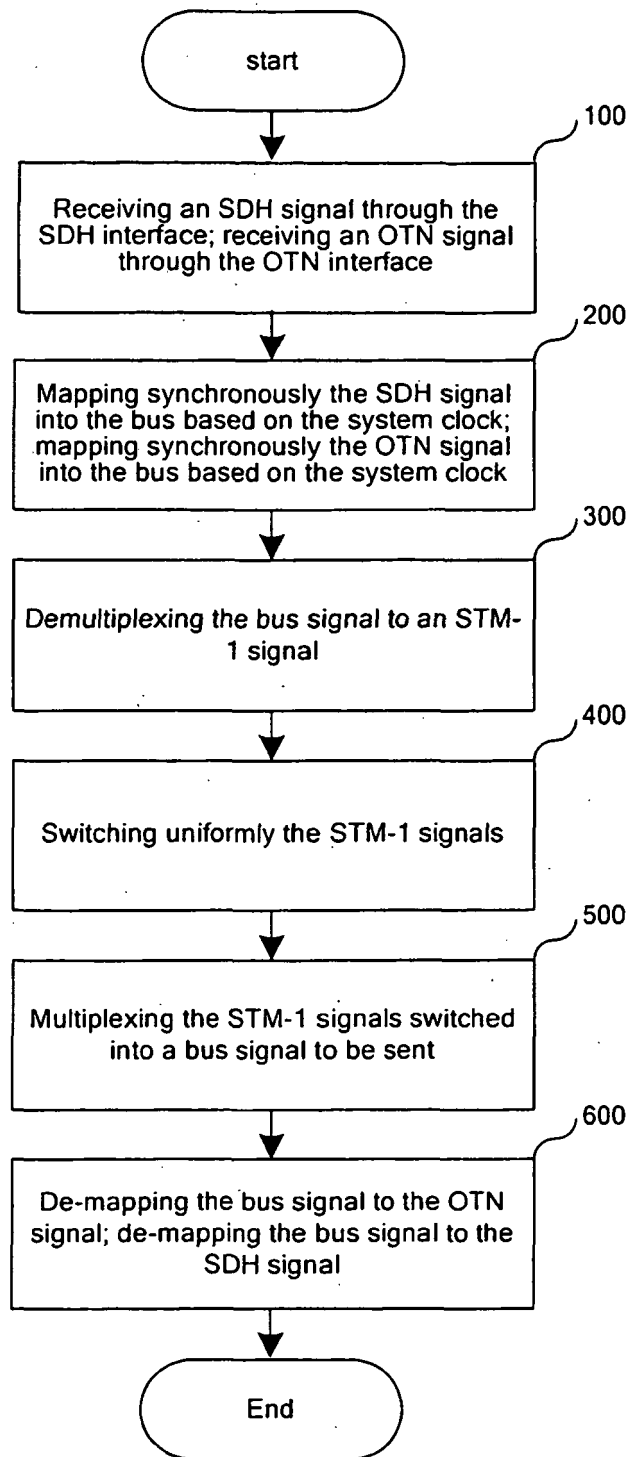 start
100
Receiving an SDH signal through the
SDH interface; receiving an OTN signal
through the OTN interface
200
Mapping synchronously the SDH signal
into the bus based on the system clock;
mapping synchronously the OTN signal
into the bus based on the system clock
300
Demultiplexing the bus signal to an STM-
1 signal
400
Switching uniformly the STM-1 signals
500
Multiplexing the STM-1 signals switched
into a bus signal to be sent
600
De-mapping the bus signal to the OTN
signal; de-mapping the bus signal to the
SDH signal
End